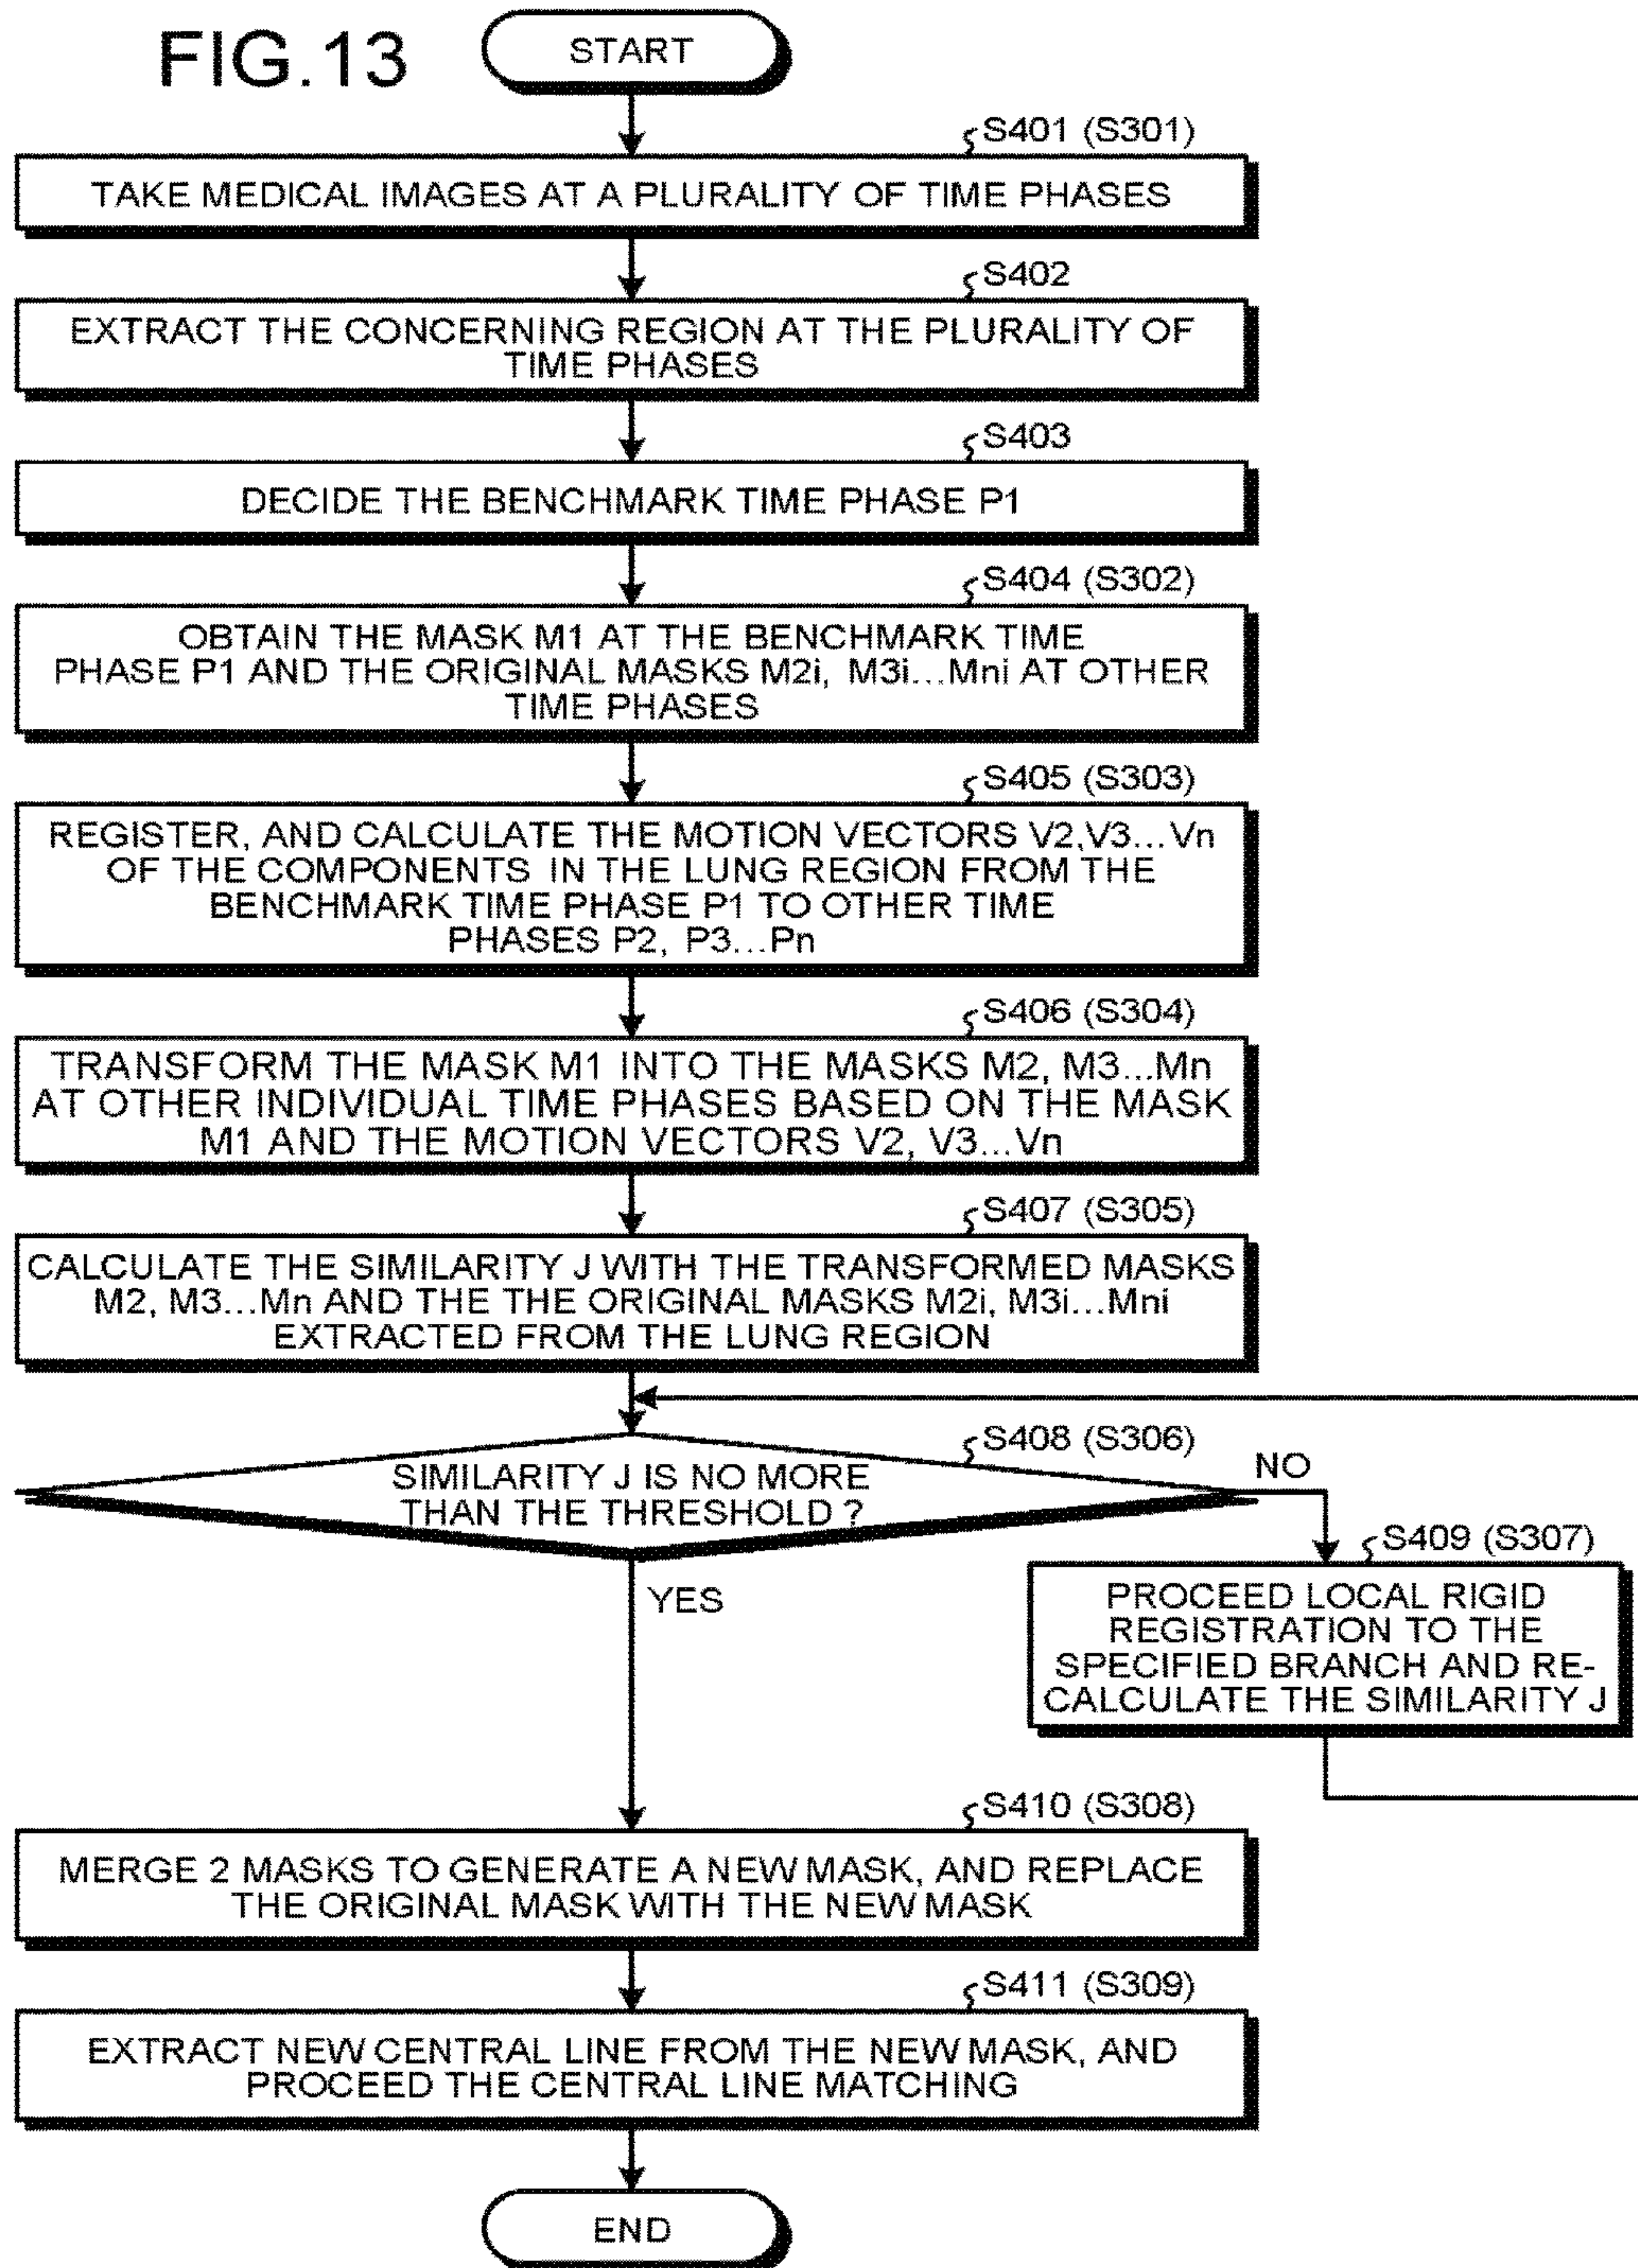 FIG.13
START
S401 (S301)
TAKE MEDICAL IMAGES AT A PLURALITY OF TIME PHASES
S402
EXTRACT THE CONCERNING REGION AT THE PLURALITY OF
TIME PHASES
S403
DECIDE THE BENCHMARK TIME PHASE P1
S404 (S302)
OBTAIN THE MASK M1 AT THE BENCHMARK TIME
PHASE P1 AND THE ORIGINAL MASKS M2i, M3i...Mni AT OTHER
TIME PHASES
S405 (S303)
REGISTER, AND CALCULATE THE MOTION VECTORS V2,V3...Vn
OF THE COMPONENTS IN THE LUNG REGION FROM THE
BENCHMARK TIME PHASE P1 TO OTHER TIME
PHASES P2, P3...Pn
S406 (S304)
TRANSFORM THE MASK M1 INTO THE MASKS M2, M3...Mn
AT OTHER INDIVIDUAL TIME PHASES BASED ON THE MASK
M1 AND THE MOTION VECTORS V2, V3...Vn
S407 (S305)
CALCULATE THE SIMILARITY J WITH THE TRANSFORMED MASKS
M2, M3...Mn AND THE THE ORIGINAL MASKS M2i, M3i...Mni
EXTRACTED FROM THE LUNG REGION
S408 (S306)
SIMILARITY J IS NO MORE
THAN THE THRESHOLD ?
NO
YES
S409 (S307)
PROCEED LOCAL RIGID
REGISTRATION TO THE
SPECIFIED BRANCH AND RE-
CALCULATE THE SIMILARITY J
S410 (S308)
MERGE 2 MASKS TO GENERATE A NEW MASK, AND REPLACE
THE ORIGINAL MASK WITH THE NEW MASK
S411 (S309)
EXTRACT NEW CENTRAL LINE FROM THE NEW MASK, AND
PROCEED THE CENTRAL LINE MATCHING
END